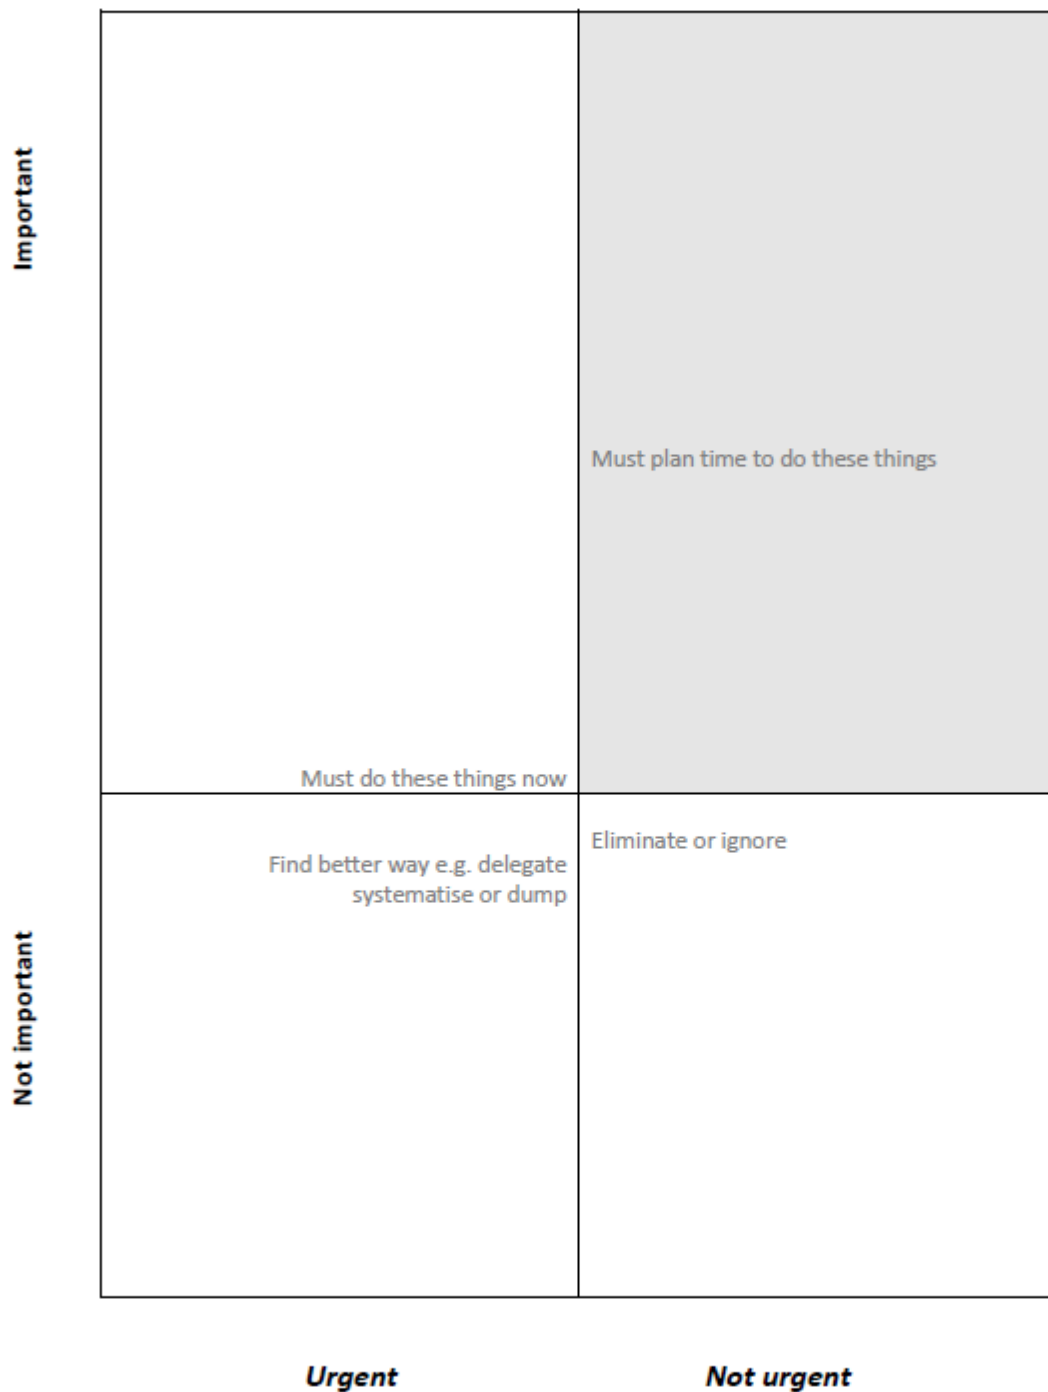 Important
Must plan time to do these things
Must do these things now
Find better way e.g. delegate
systematise or dump
Eliminate or ignore
Not important
Urgent
Not urgent